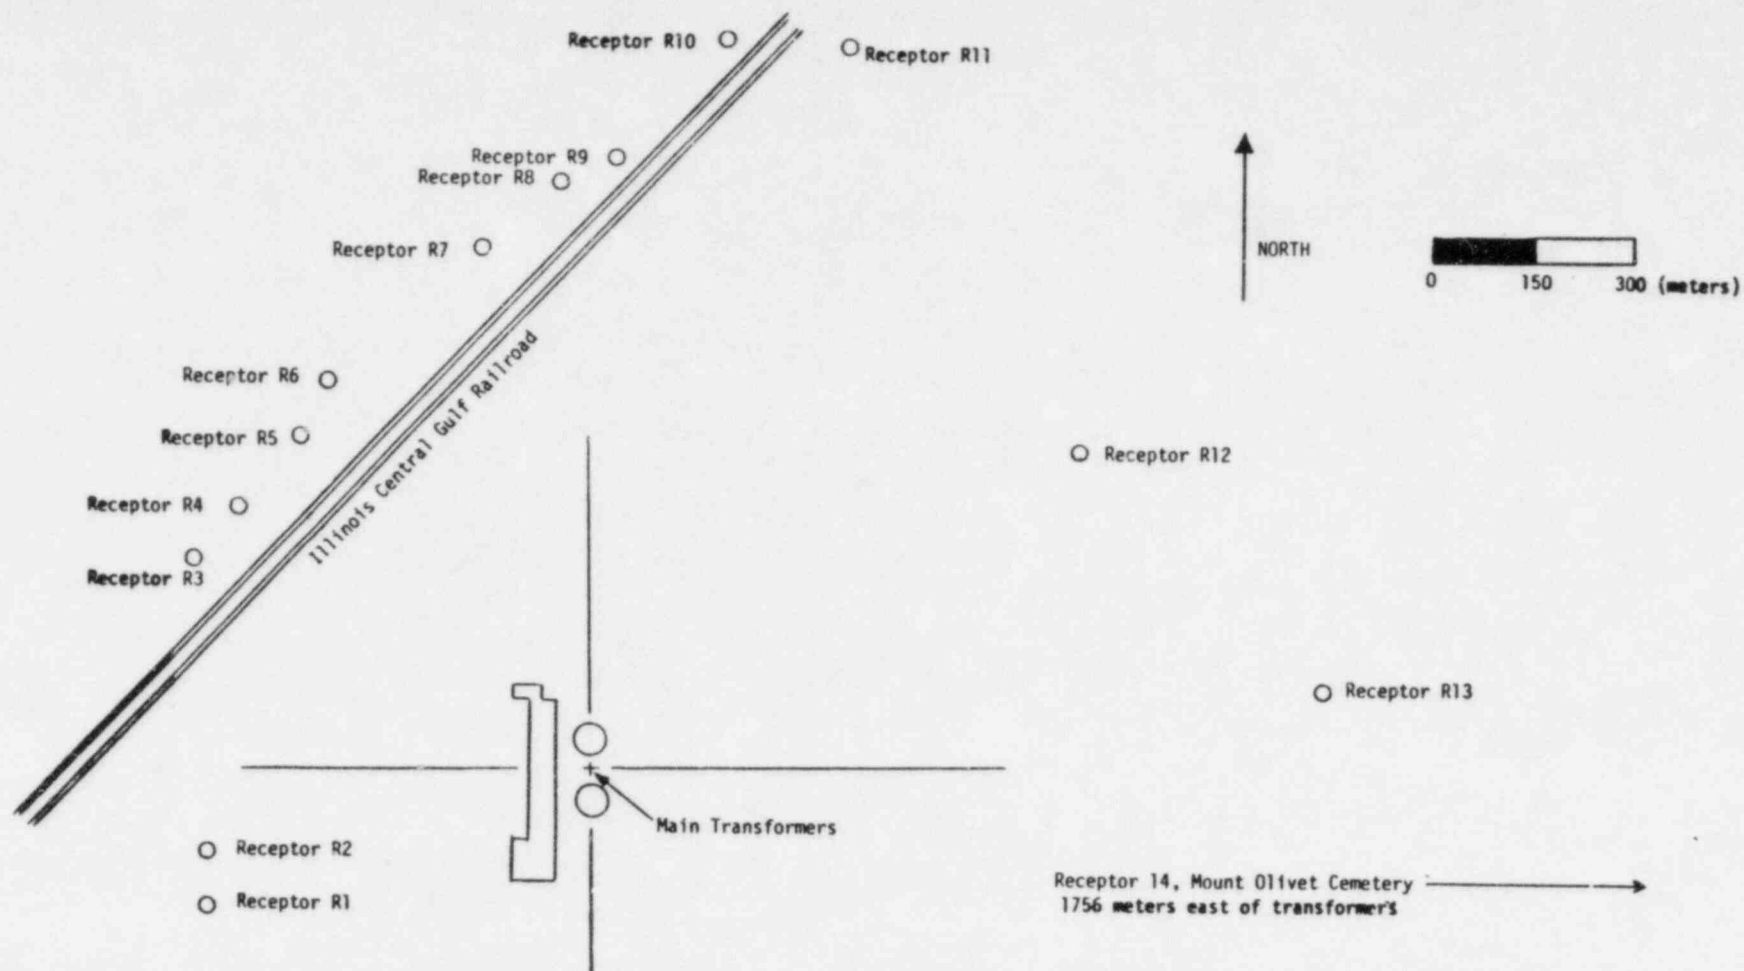 Receptor R10
Receptor R11
Receptor R9
Receptor R8
Receptor R7
NORTH
0 150 300 (meters)
Receptor R6
Illinois Central Gulf Railroad
Receptor R5
Receptor R12
Receptor R4
Receptor R3
Receptor R13
Main Transformers
Receptor R2
Receptor R1
Receptor 14, Mount Olivet Cemetery
1756 meters east of transformer's